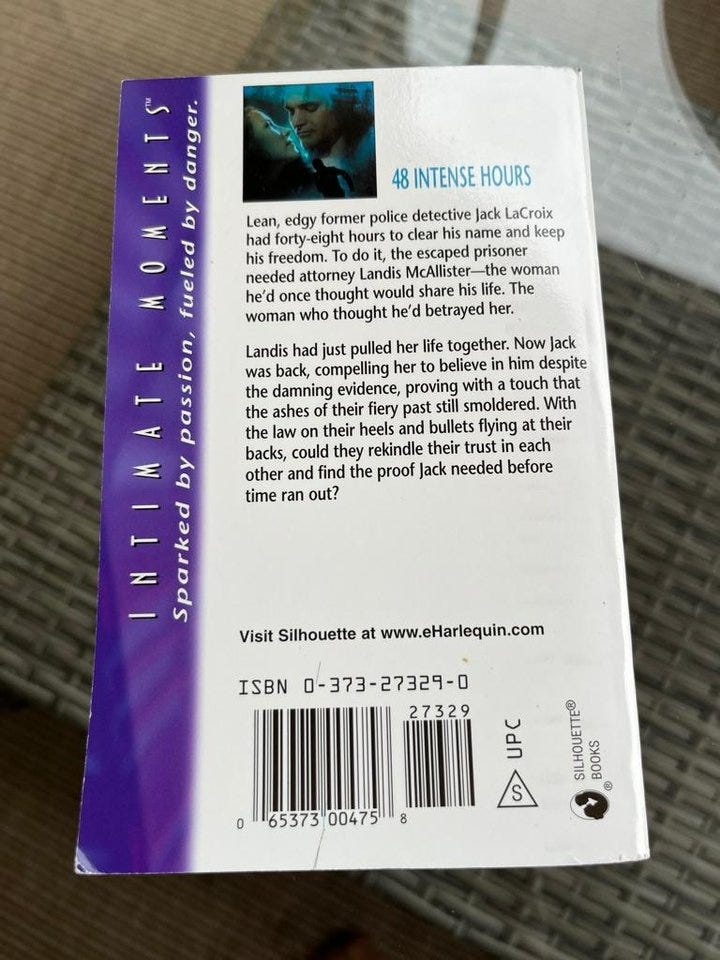 INTIMATE MOMENTS™
Sparked by passion, fueled by danger.
48 INTENSE HOURS
Lean, edgy former police detective Jack LaCroix
had forty-eight hours to clear his name and keep
his freedom. To do it, the escaped prisoner
needed attorney Landis McAllister—the woman
he'd once thought would share his life. The
woman who thought he'd betrayed her.
Landis had just pulled her life together. Now Jack
was back, compelling her to believe in him despite
the damning evidence, proving with a touch that
the ashes of their fiery past still smoldered. With
the law on their heels and bullets flying at their
backs, could they rekindle their trust in each
other and find the proof Jack needed before
time ran out?
Visit Silhouette at www.eHarlequin.com
ISBN 0-373-27329-0
27329
0 65373 00475 8
S UPC
SILHOUETTE®
BOOKS
®